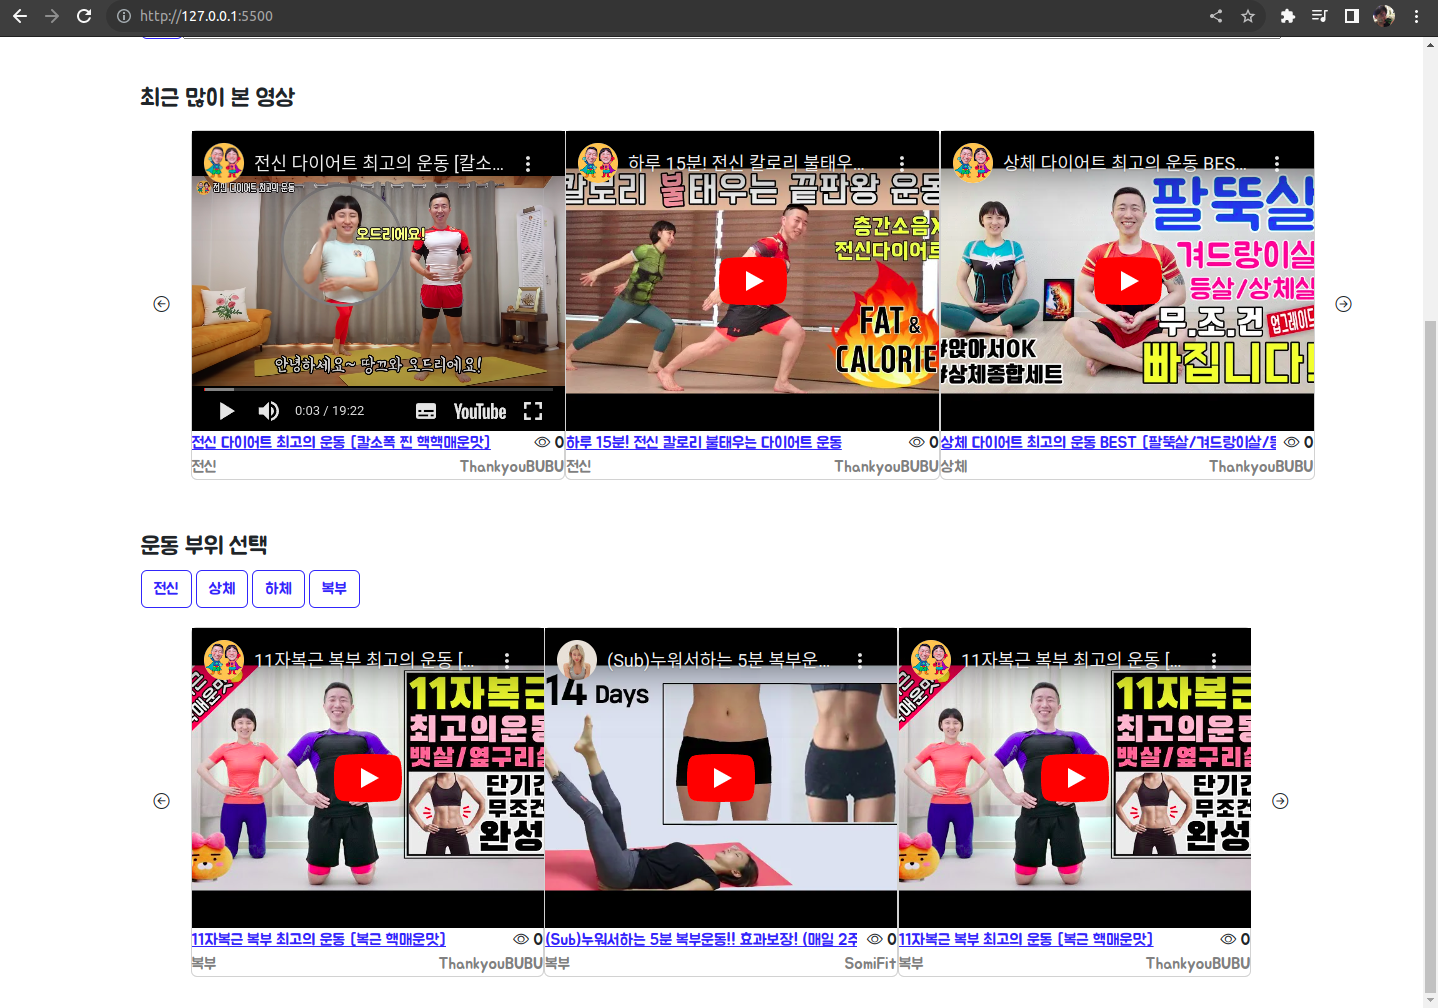 http://127.0.0.1:5500
최근 많이 본 영상
전신 다이어트 최고의 운동 [칼소...
하루 15분! 전신 칼로리 불태우...
상체 다이어트 최고의 운동 BES...
전신 다이어트 최고의 운동
오드리에요!
안녕하세요~ 땅끄와 오드리에요!
0:03 / 19:22
YouTube
칼로리 불태우는 끝판왕 운동
층간소음X
전신다이어트
FAT &
CALORIE
팔뚝살
겨드랑이살
등살/상체살
무.조.건
업그레이드
빠집니다!
#앉아서OK
#상체종합세트
전신 다이어트 최고의 운동 [칼소폭 찐 핵핵매운맛]
0
전신
ThankyouBUBU
하루 15분! 전신 칼로리 불태우는 다이어트 운동
0
전신
ThankyouBUBU
상체 다이어트 최고의 운동 BEST [팔뚝살/겨드랑이살/등
0
상체
ThankyouBUBU
운동 부위 선택
전신
상체
하체
복부
11자복근 복부 최고의 운동 [...
(Sub)누워서하는 5분 복부운...
11자복근 복부 최고의 운동 [...
복근
핵매운맛
11자복근
최고의운동
뱃살/옆구리살
단기간
무조건
완성
14 Days
복근
핵매운맛
11자복근
최고의운동
뱃살/옆구리살
단기간
무조건
완성
11자복근 복부 최고의 운동 [복근 핵매운맛]
0
복부
ThankyouBUBU
(Sub)누워서하는 5분 복부운동!! 효과보장! (매일 2주
0
복부
SomiFit
11자복근 복부 최고의 운동 [복근 핵매운맛]
0
복부
ThankyouBUBU